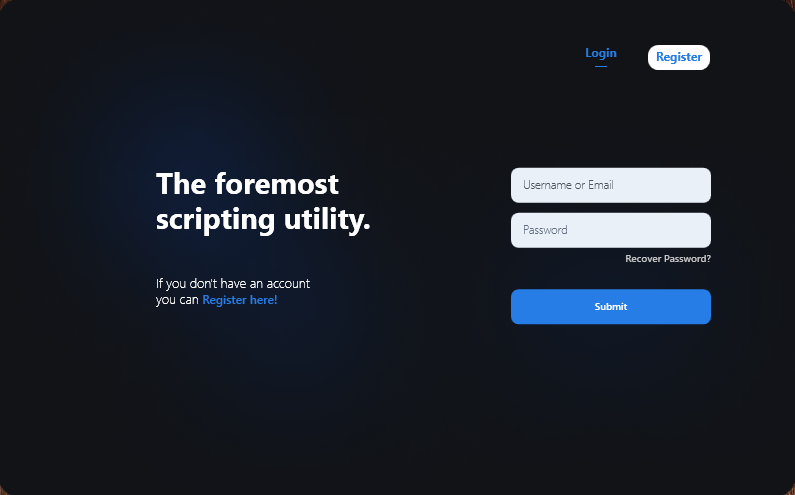 Login
Register
The foremost
scripting utility.
If you don't have an account
you can Register here!
Username or Email
Password
Recover Password?
Submit